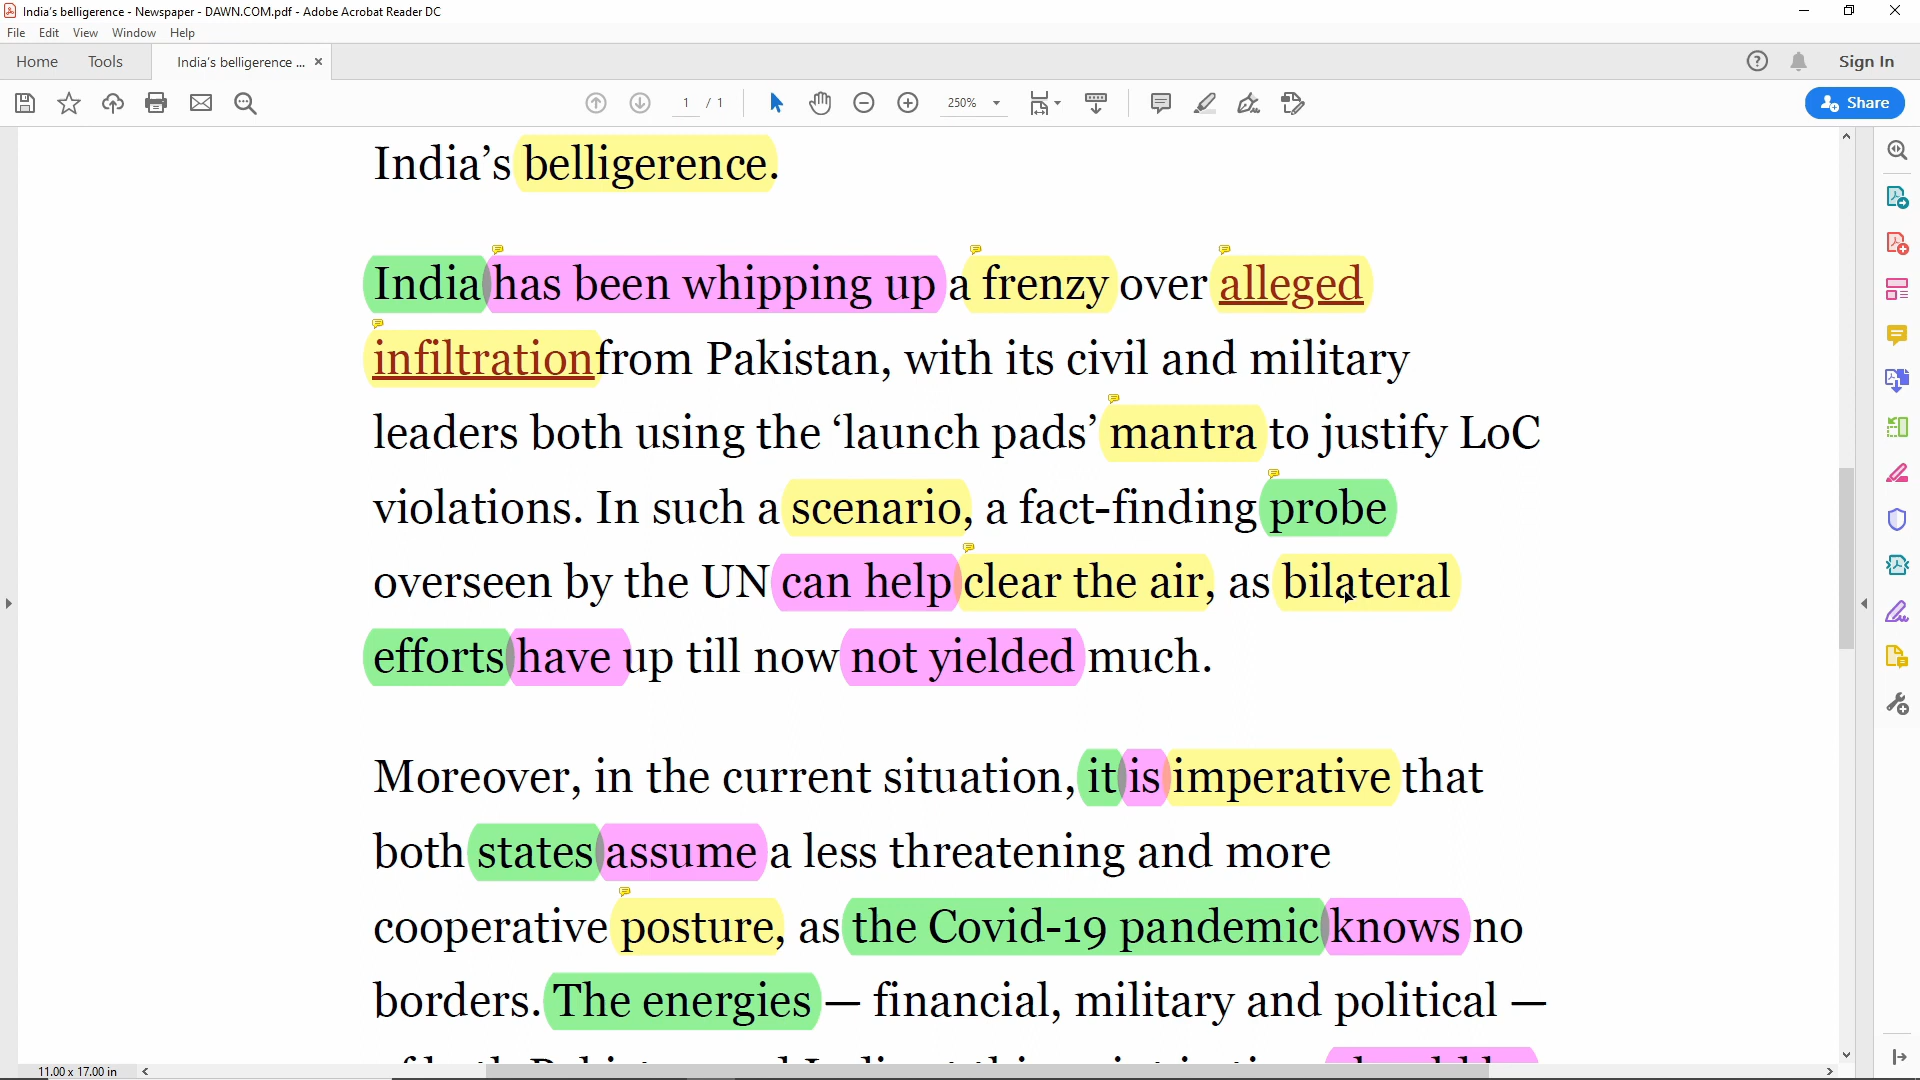 India's belligerence - Newspaper - DAWN.COM.pdf - Adobe Acrobat Reader DC
File Edit View Window Help
Home Tools India's belligerence ... × Sign In
1 / 1 250% Share
India’s belligerence.
India has been whipping up a frenzy over alleged
infiltrationfrom Pakistan, with its civil and military
leaders both using the ‘launch pads’ mantra to justify LoC
violations. In such a scenario, a fact-finding probe
overseen by the UN can help clear the air, as bilateral
efforts have up till now not yielded much.
Moreover, in the current situation, it is imperative that
both states assume a less threatening and more
cooperative posture, as the Covid-19 pandemic knows no
borders. The energies — financial, military and political —
11.00 x 17.00 in